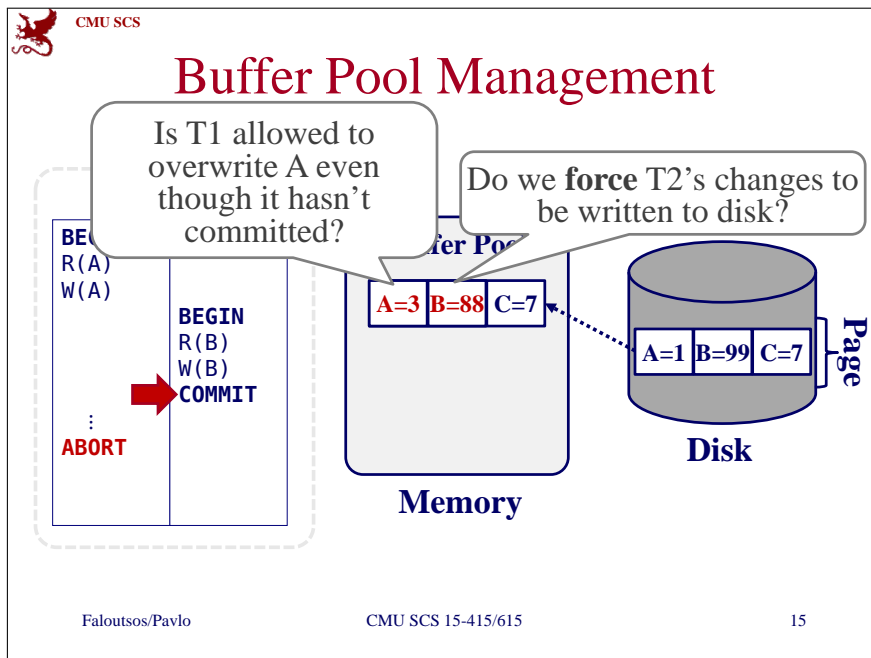 CMU SCS
Buffer Pool Management
Is T1 allowed to
overwrite A even
though it hasn't
committed?
Do we force T2's changes to
be written to disk?
R(A)
W(A)
BEGIN
R(B)
W(B)
COMMIT
⋮
ABORT
A=3 B=88 C=7
Memory
A=1 B=99 C=7
Page
Disk
Faloutsos/Pavlo CMU SCS 15-415/615 15